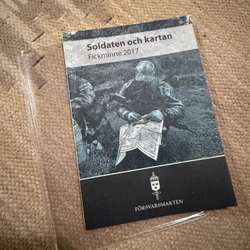 Soldaten och kartan
Fickminne 2017
FÖRSVARSMAKTEN